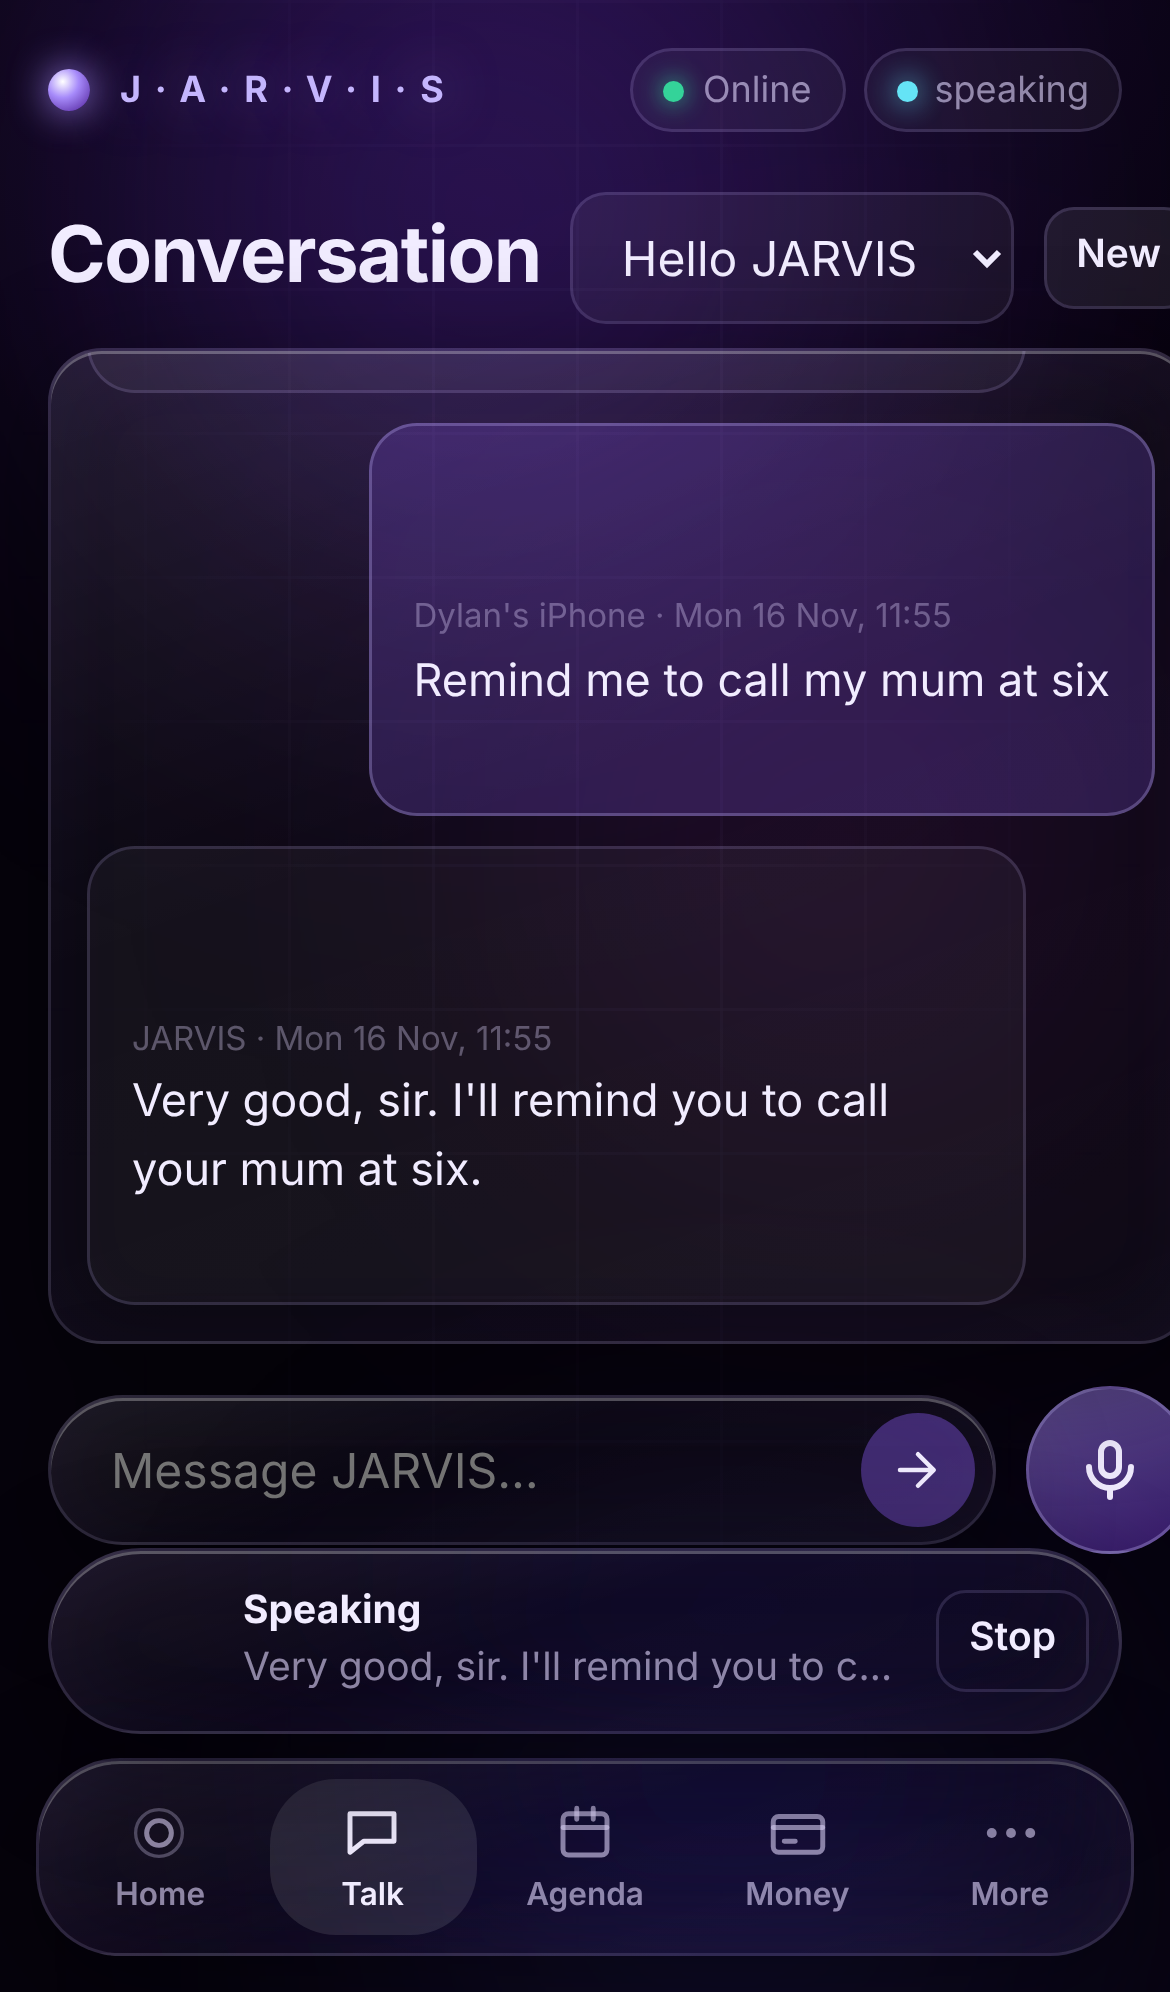 J·A·R·V·I·S
Online
speaking
Conversation
Hello JARVIS
New
Dylan's iPhone · Mon 16 Nov, 11:55
Remind me to call my mum at six
JARVIS · Mon 16 Nov, 11:55
Very good, sir. I'll remind you to call
your mum at six.
Message JARVIS...
Speaking
Very good, sir. I'll remind you to c...
Stop
Home
Talk
Agenda
Money
More